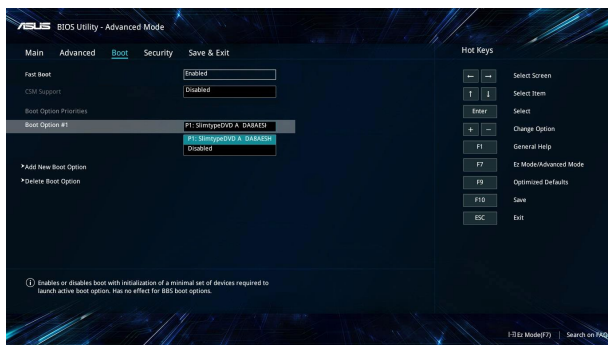 ASUS BIOS Utility - Advanced Mode
Main Advanced Boot Security Save & Exit
Fast Boot Enabled
CSM Support Disabled
Boot Option Priorities
Boot Option #1 P1: SlimtypeDVD A DA8AESI
P1: SlimtypeDVD A DA8AESH
Disabled
Add New Boot Option
Delete Boot Option
Enables or disables boot with initialization of a minimal set of devices required to
launch active boot option. Has no effect for BBS boot options.
Hot Keys
← → Select Screen
↑ ↓ Select Item
Enter Select
+ − Change Option
F1 General Help
F7 Ez Mode/Advanced Mode
F9 Optimized Defaults
F10 Save
ESC Exit
Ez Mode(F7) | Search on FAQ